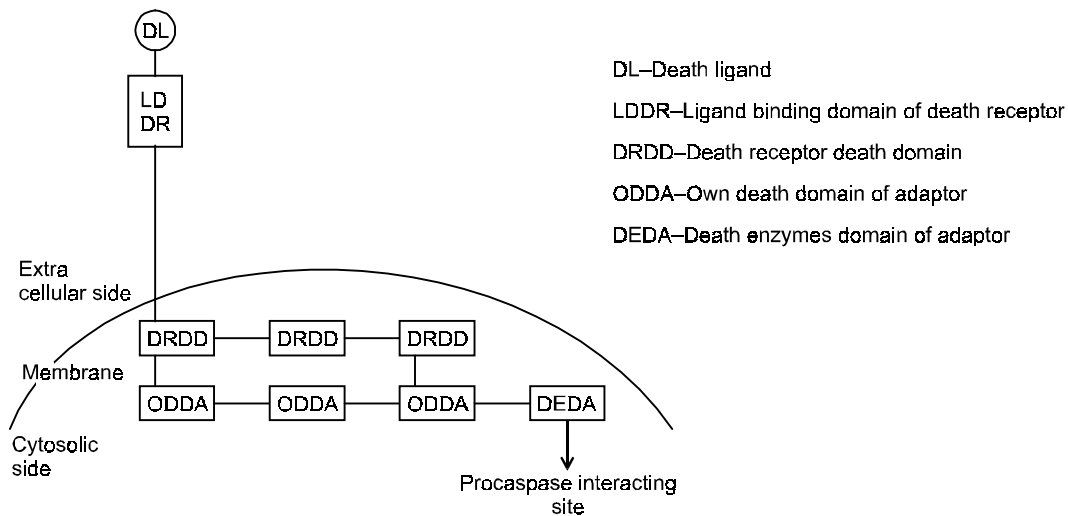 DL
LD
DR
DL–Death ligand
LDDR–Ligand binding domain of death receptor
DRDD–Death receptor death domain
ODDA–Own death domain of adaptor
DEDA–Death enzymes domain of adaptor
Extra
cellular side
DRDD DRDD DRDD
Membrane
ODDA ODDA ODDA DEDA
Cytosolic
side
Procaspase interacting
site